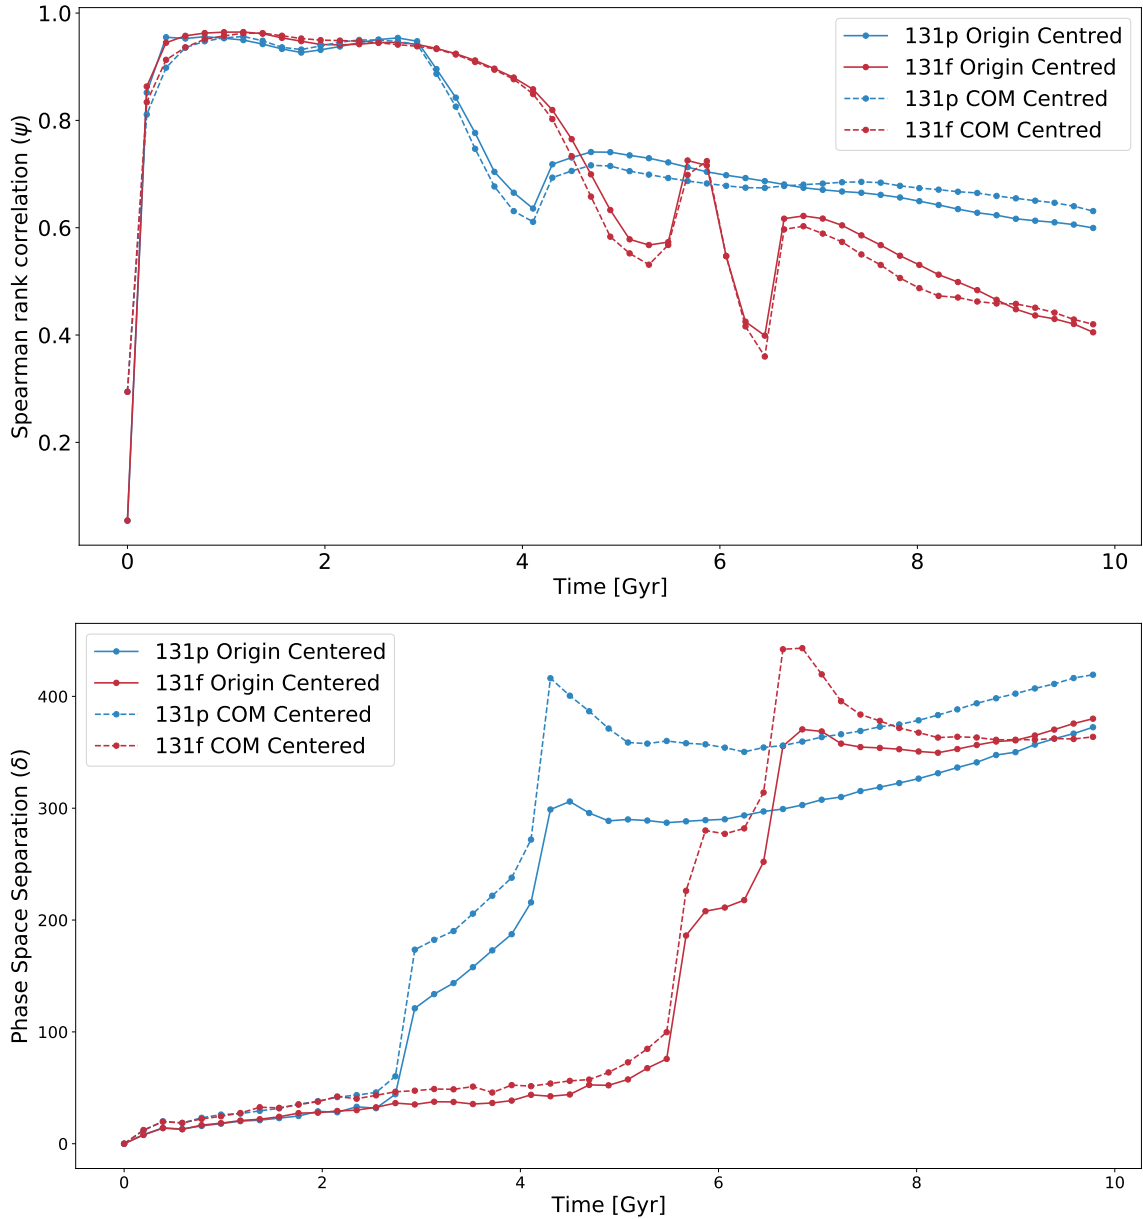 1.0
0.8
0.6
0.4
0.2
Spearman rank correlation (ψ)
131p Origin Centred
131f Origin Centred
131p COM Centred
131f COM Centred
0 2 4 6 8 10
Time [Gyr]
400
300
200
100
0
Phase Space Separation (δ)
131p Origin Centered
131f Origin Centered
131p COM Centered
131f COM Centered
0 2 4 6 8 10
Time [Gyr]